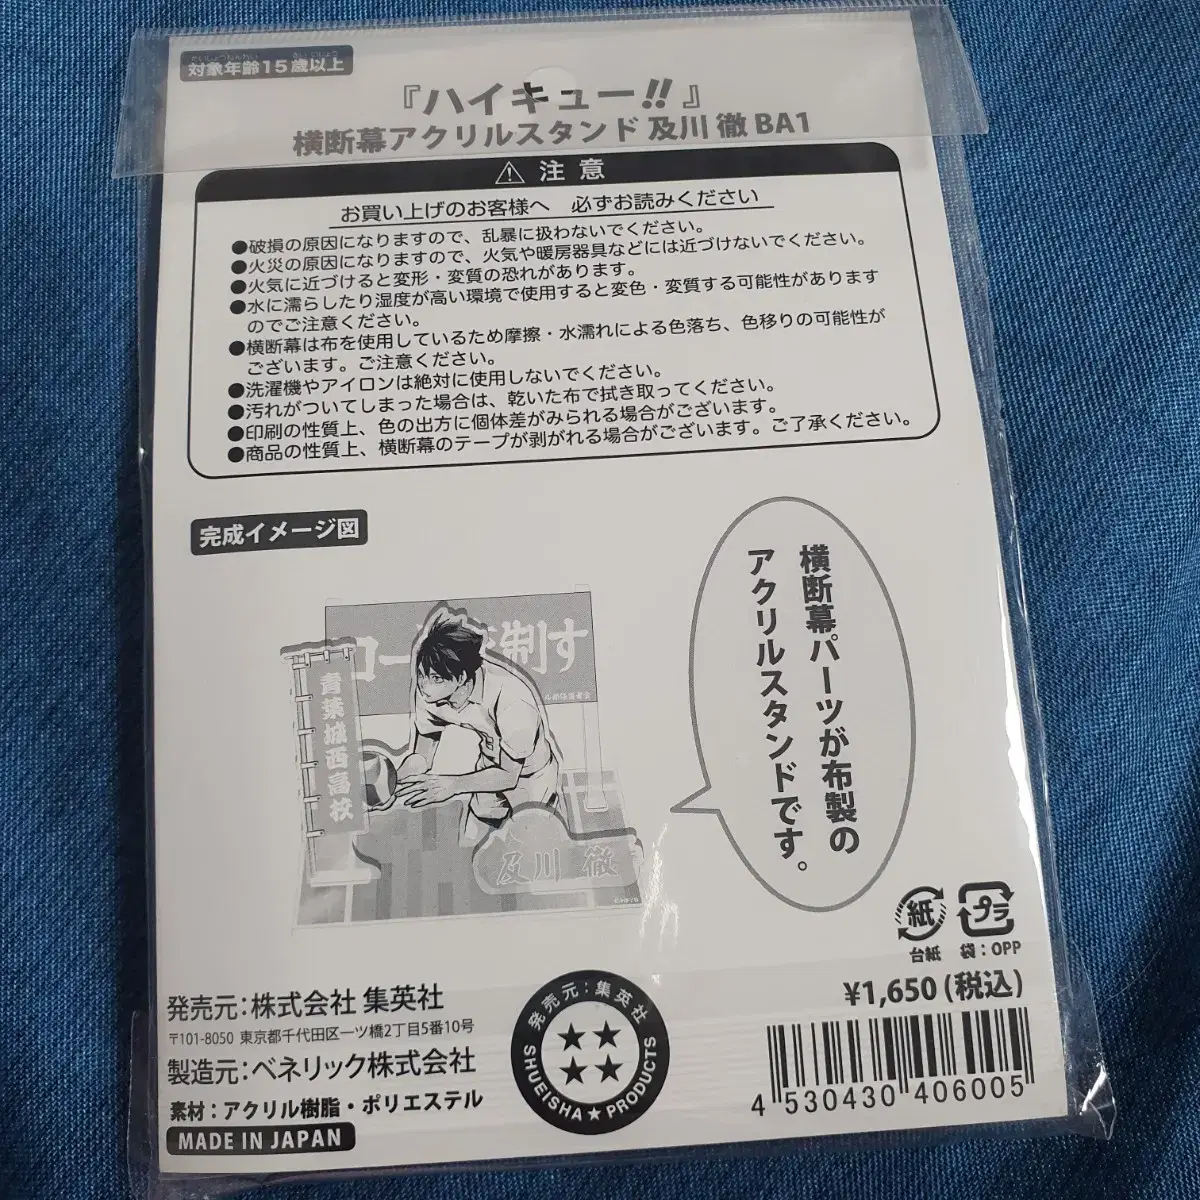 対象年齢15歳以上
『ハイキュー!!』
横断幕アクリルスタンド 及川 徹 BA1
注意
お買い上げのお客様へ 必ずお読みください
●破損の原因になりますので、乱暴に扱わないでください。
●火災の原因になりますので、火気や暖房器具などには近づけないでください。
●火気に近づけると変形・変質の恐れがあります。
●水に濡らしたり湿度が高い環境で使用すると変色・変質する可能性があります
のでご注意ください。
●横断幕は布を使用しているため摩擦・水濡れによる色落ち、色移りの可能性が
ございます。ご注意ください。
●洗濯機やアイロンは絶対に使用しないでください。
●汚れがついてしまった場合は、乾いた布で拭き取ってください。
●印刷の性質上、色の出方に個体差がみられる場合がございます。
●商品の性質上、横断幕のテープが剥がれる場合がございます。ご了承ください。
完成イメージ図
横断幕パーツが布製の
アクリルスタンドです。
コー
制す
青葉城西高校
及川 徹
紙
プラ
台紙 袋:OPP
¥1,650(税込)
発売元:株式会社 集英社
〒101-8050 東京都千代田区一ツ橋2丁目5番10号
製造元:ベネリック株式会社
素材:アクリル樹脂・ポリエステル
MADE IN JAPAN
発売元:集英社
SHUEISHA★PRODUCTS
4 530430 406005